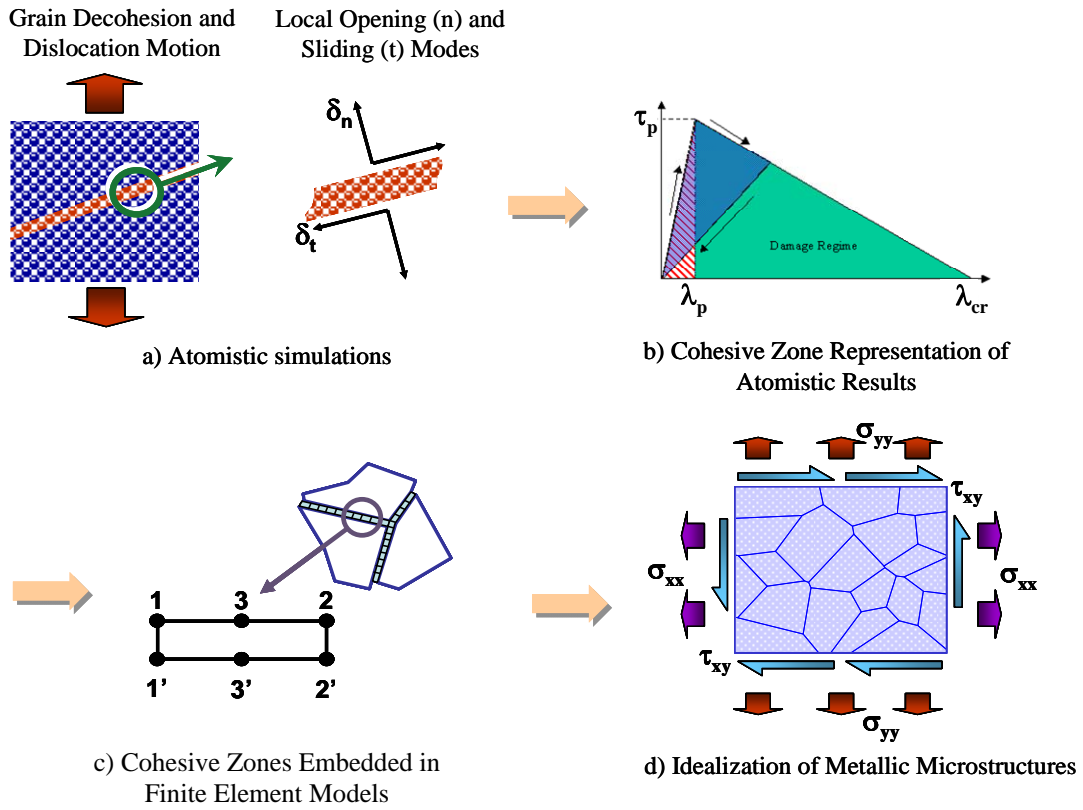 Grain Decohesion and
Dislocation Motion
Local Opening (n) and
Sliding (t) Modes
δn
δt
a) Atomistic simulations
τp
Damage Regime
λp
λcr
b) Cohesive Zone Representation of
Atomistic Results
1 3 2
1’ 3’ 2’
c) Cohesive Zones Embedded in
Finite Element Models
σyy
τxy
σxx
σxx
τxy
σyy
d) Idealization of Metallic Microstructures